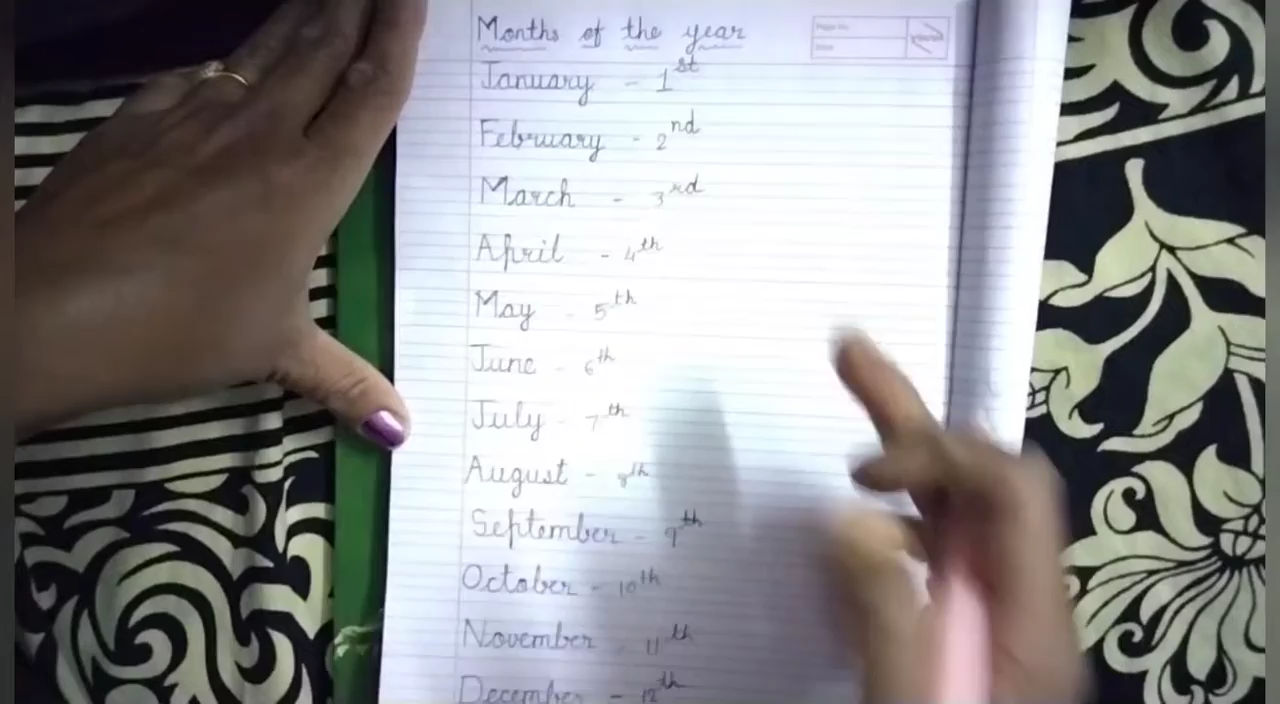 Months of the year
January - 1st
February - 2nd
March - 3rd
April - 4th
May - 5th
June - 6th
July - 7th
August - 8th
September - 9th
October - 10th
November - 11th
December - 12th